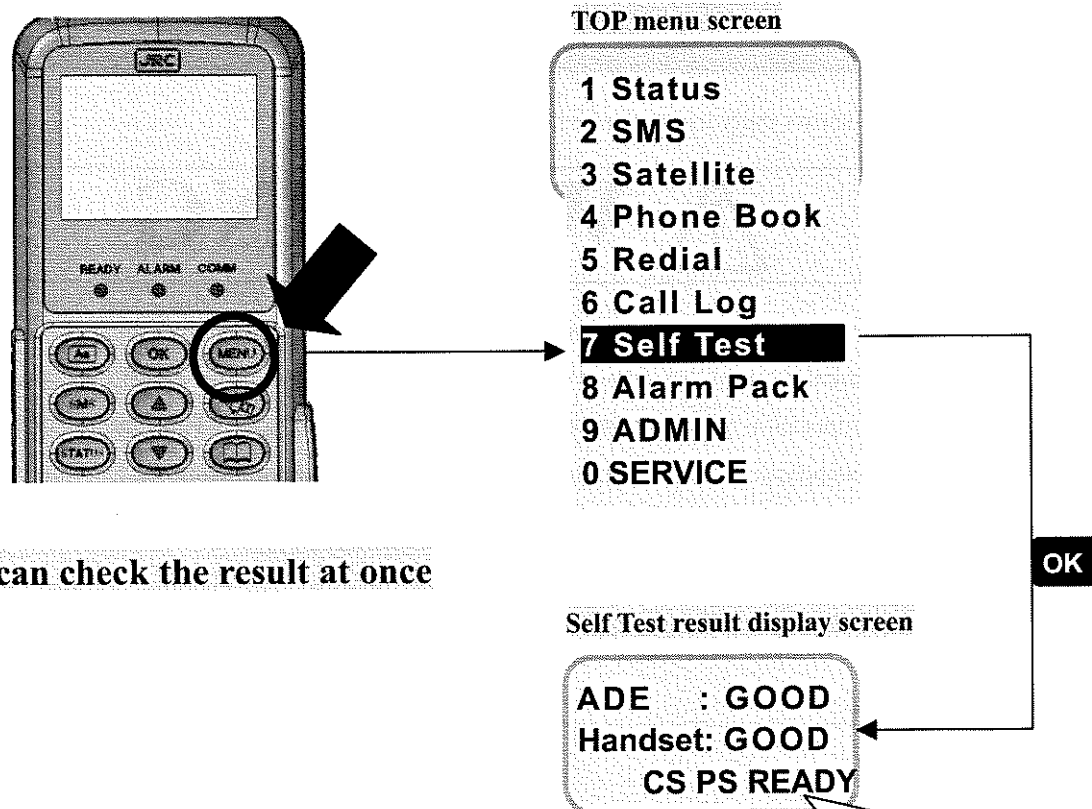 TOP menu screen
JRC
1 Status
2 SMS
3 Satellite
4 Phone Book
5 Redial
6 Call Log
7 Self Test
8 Alarm Pack
9 ADMIN
0 SERVICE
READY ALARM COMM
OK MENU
can check the result at once
OK
Self Test result display screen
ADE : GOOD
Handset: GOOD
CS PS READY